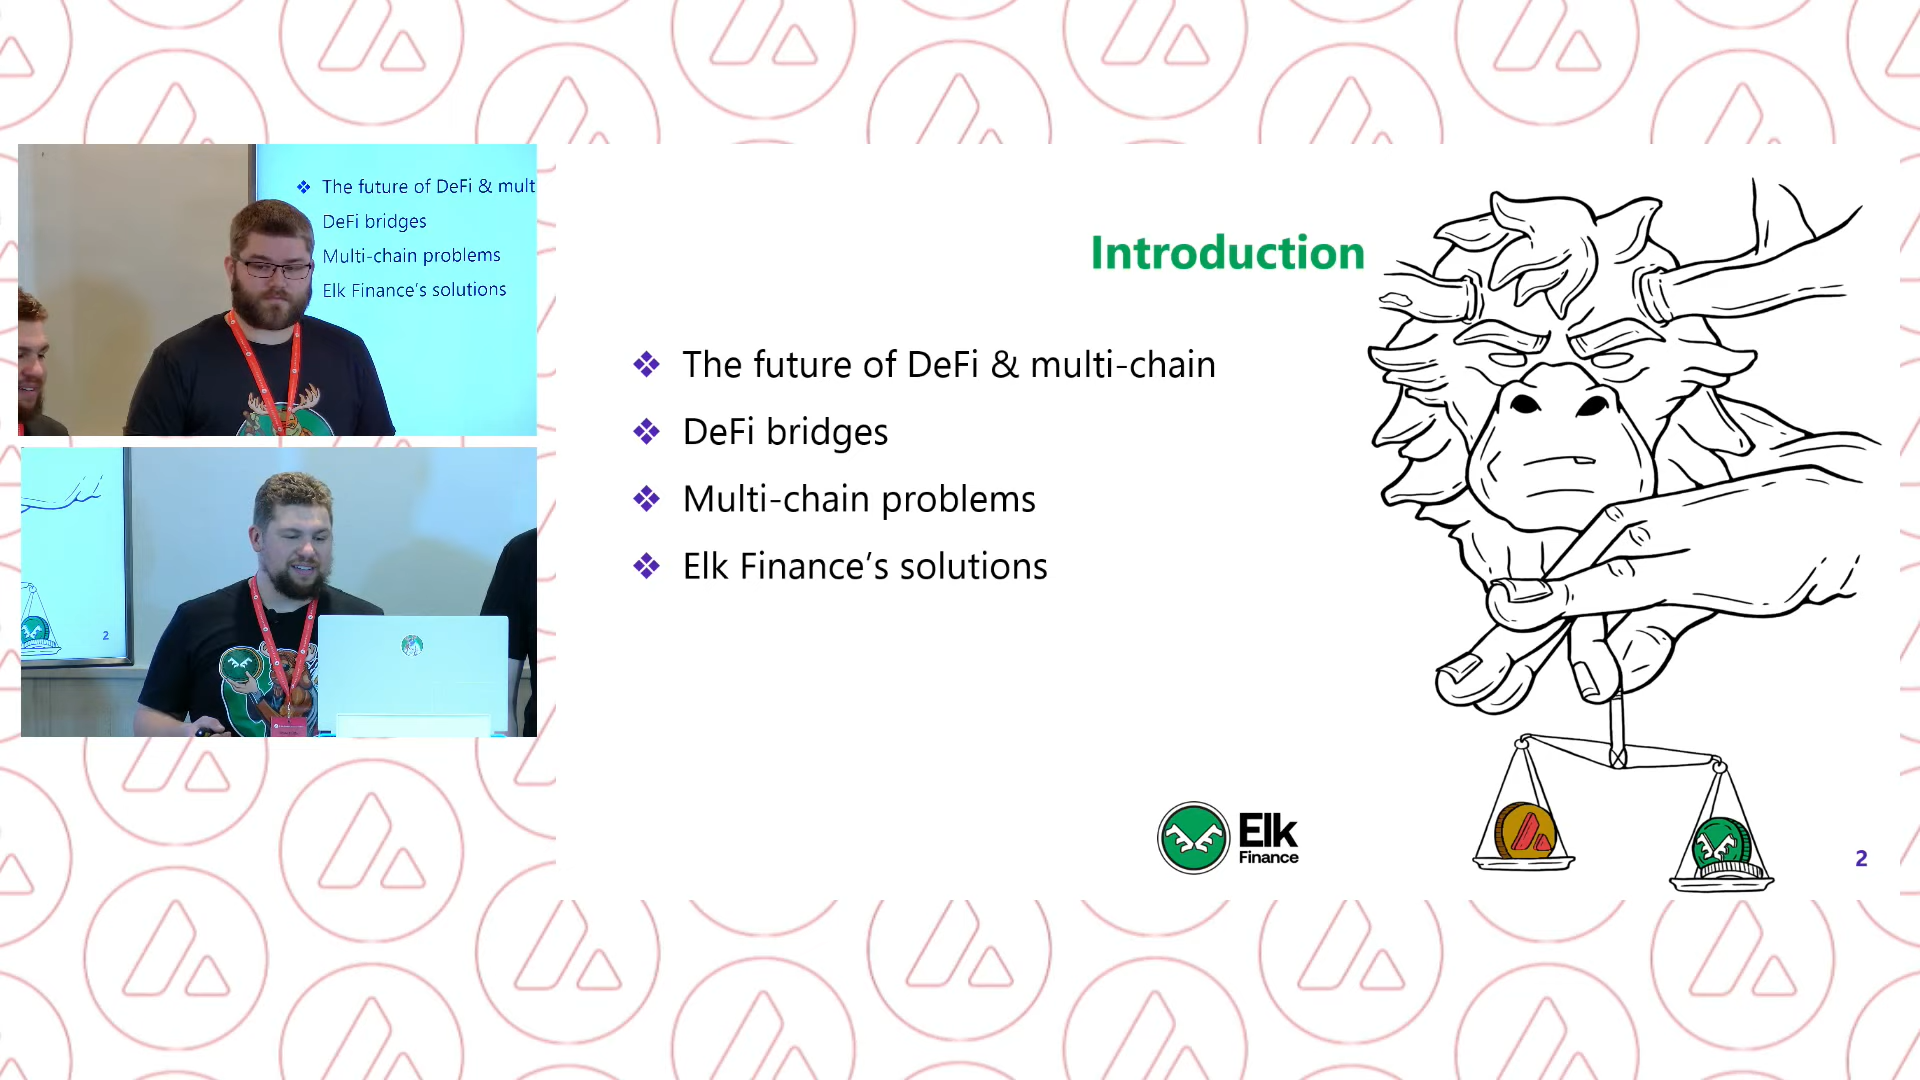 The future of DeFi & mult
DeFi bridges
Multi-chain problems
Elk Finance's solutions
2
Introduction
The future of DeFi & multi-chain
DeFi bridges
Multi-chain problems
Elk Finance's solutions
Elk
Finance
2